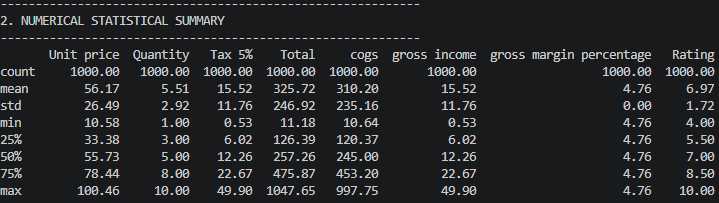 ------------------------------------------------------------
2. NUMERICAL STATISTICAL SUMMARY
------------------------------------------------------------
       Unit price  Quantity   Tax 5%    Total     cogs  gross income  gross margin percentage   Rating
count     1000.00   1000.00  1000.00  1000.00  1000.00       1000.00                  1000.00  1000.00
mean        56.17      5.51    15.52   325.72   310.20         15.52                     4.76     6.97
std         26.49      2.92    11.76   246.92   235.16         11.76                     0.00     1.72
min         10.58      1.00     0.53    11.18    10.64          0.53                     4.76     4.00
25%         33.38      3.00     6.02   126.39   120.37          6.02                     4.76     5.50
50%         55.73      5.00    12.26   257.26   245.00         12.26                     4.76     7.00
75%         78.44      8.00    22.67   475.87   453.20         22.67                     4.76     8.50
max        100.46     10.00    49.90  1047.65   997.75         49.90                     4.76    10.00